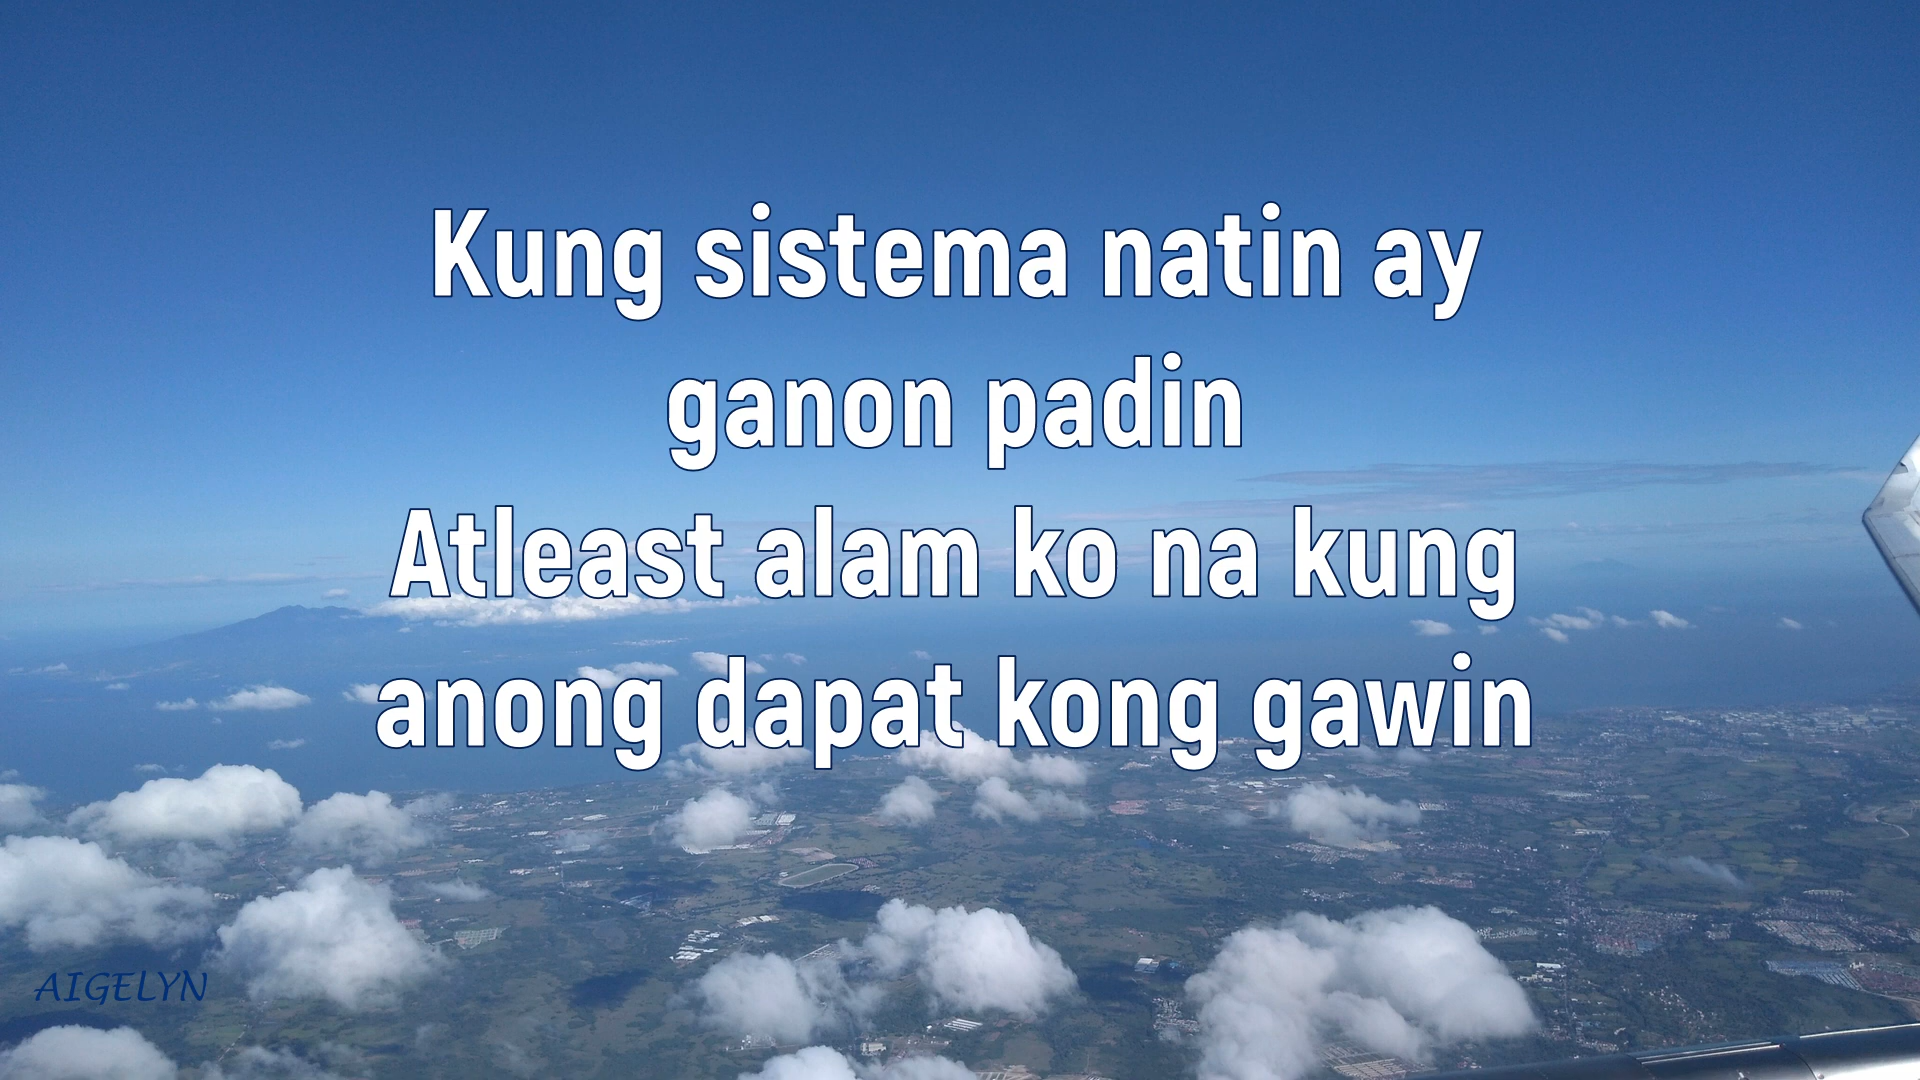 Kung sistema natin ay
ganon padin
Atleast alam ko na kung
anong dapat kong gawin
AIGELYN